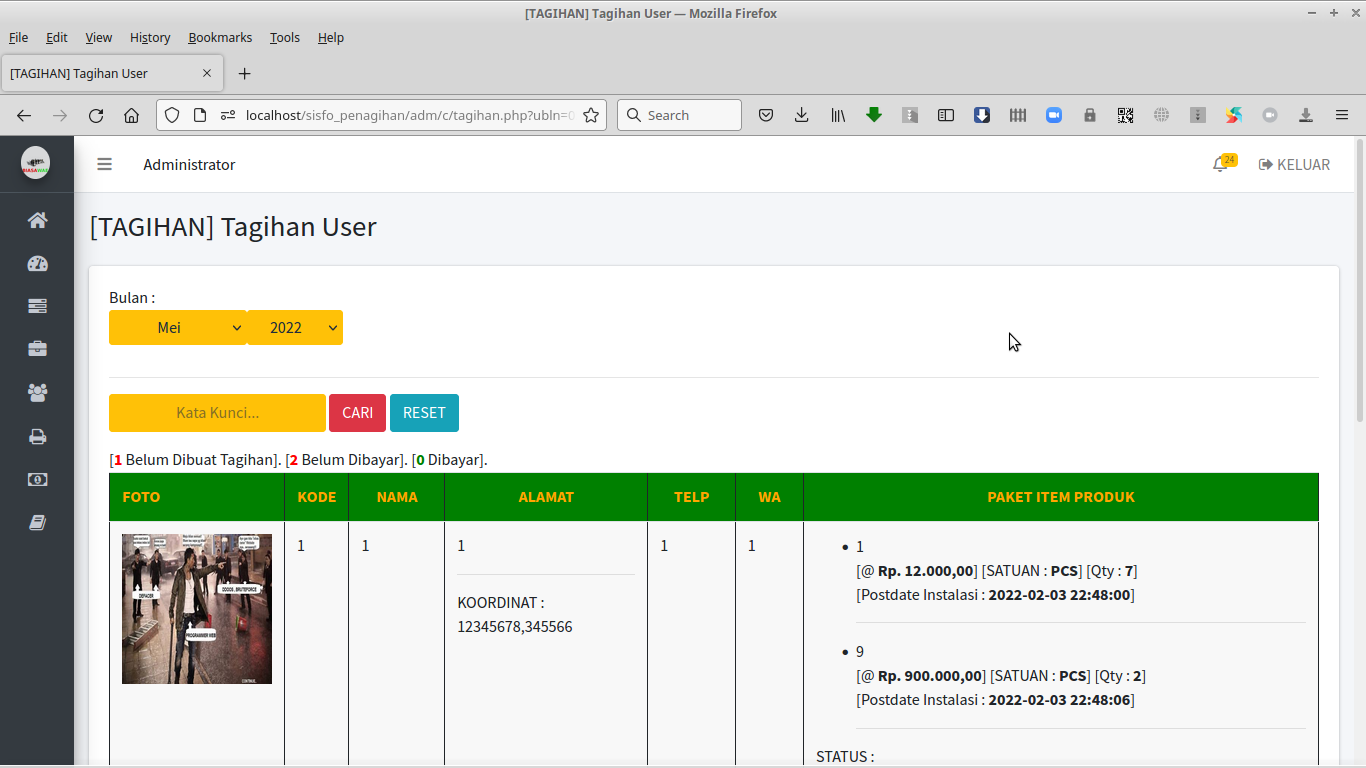 [TAGIHAN] Tagihan User — Mozilla Firefox
File Edit View History Bookmarks Tools Help
[TAGIHAN] Tagihan User
localhost/sisfo_penagihan/adm/c/tagihan.php?ubln=0
Search
Administrator
24
KELUAR
[TAGIHAN] Tagihan User
Bulan :
Mei 2022
Kata Kunci... CARI RESET
[1 Belum Dibuat Tagihan]. [2 Belum Dibayar]. [0 Dibayar].
FOTO KODE NAMA ALAMAT TELP WA PAKET ITEM PRODUK
1 1 1 1 1 1
[@ Rp. 12.000,00] [SATUAN : PCS] [Qty : 7]
[Postdate Instalasi : 2022-02-03 22:48:00]
KOORDINAT :
12345678,345566
9
[@ Rp. 900.000,00] [SATUAN : PCS] [Qty : 2]
[Postdate Instalasi : 2022-02-03 22:48:06]
STATUS :
DEFACER
DDOS , BRUTEFORCE
PROGRAMMER WEB